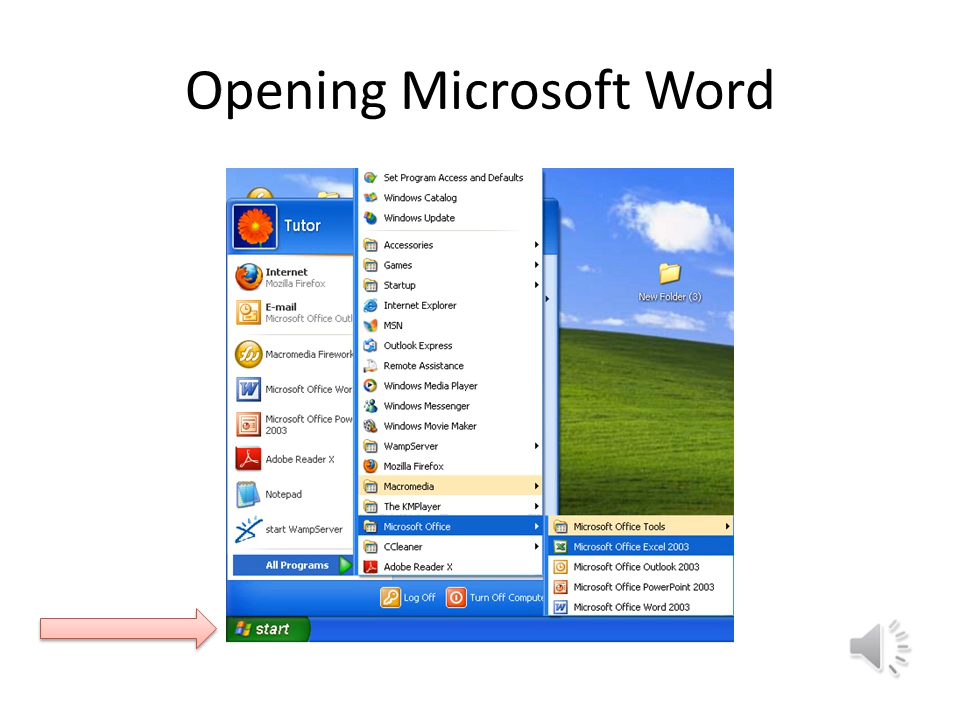 Opening Microsoft Word
Set Program Access and Defaults
Windows Catalog
Windows Update
Tutor
Accessories
Games
Startup
Internet Explorer
MSN
Outlook Express
Remote Assistance
Windows Media Player
Windows Messenger
Windows Movie Maker
WampServer
Mozilla Firefox
Macromedia
The KMPlayer
Microsoft Office
CCleaner
Adobe Reader X
Internet
Mozilla Firefox
E-mail
Microsoft Office Outl
Macromedia Firework
Microsoft Office Wor
Microsoft Office Pow
2003
Adobe Reader X
Notepad
start WampServer
All Programs
New Folder (3)
Microsoft Office Tools
Microsoft Office Excel 2003
Microsoft Office Outlook 2003
Microsoft Office PowerPoint 2003
Microsoft Office Word 2003
Log Off
Turn Off Compute
start